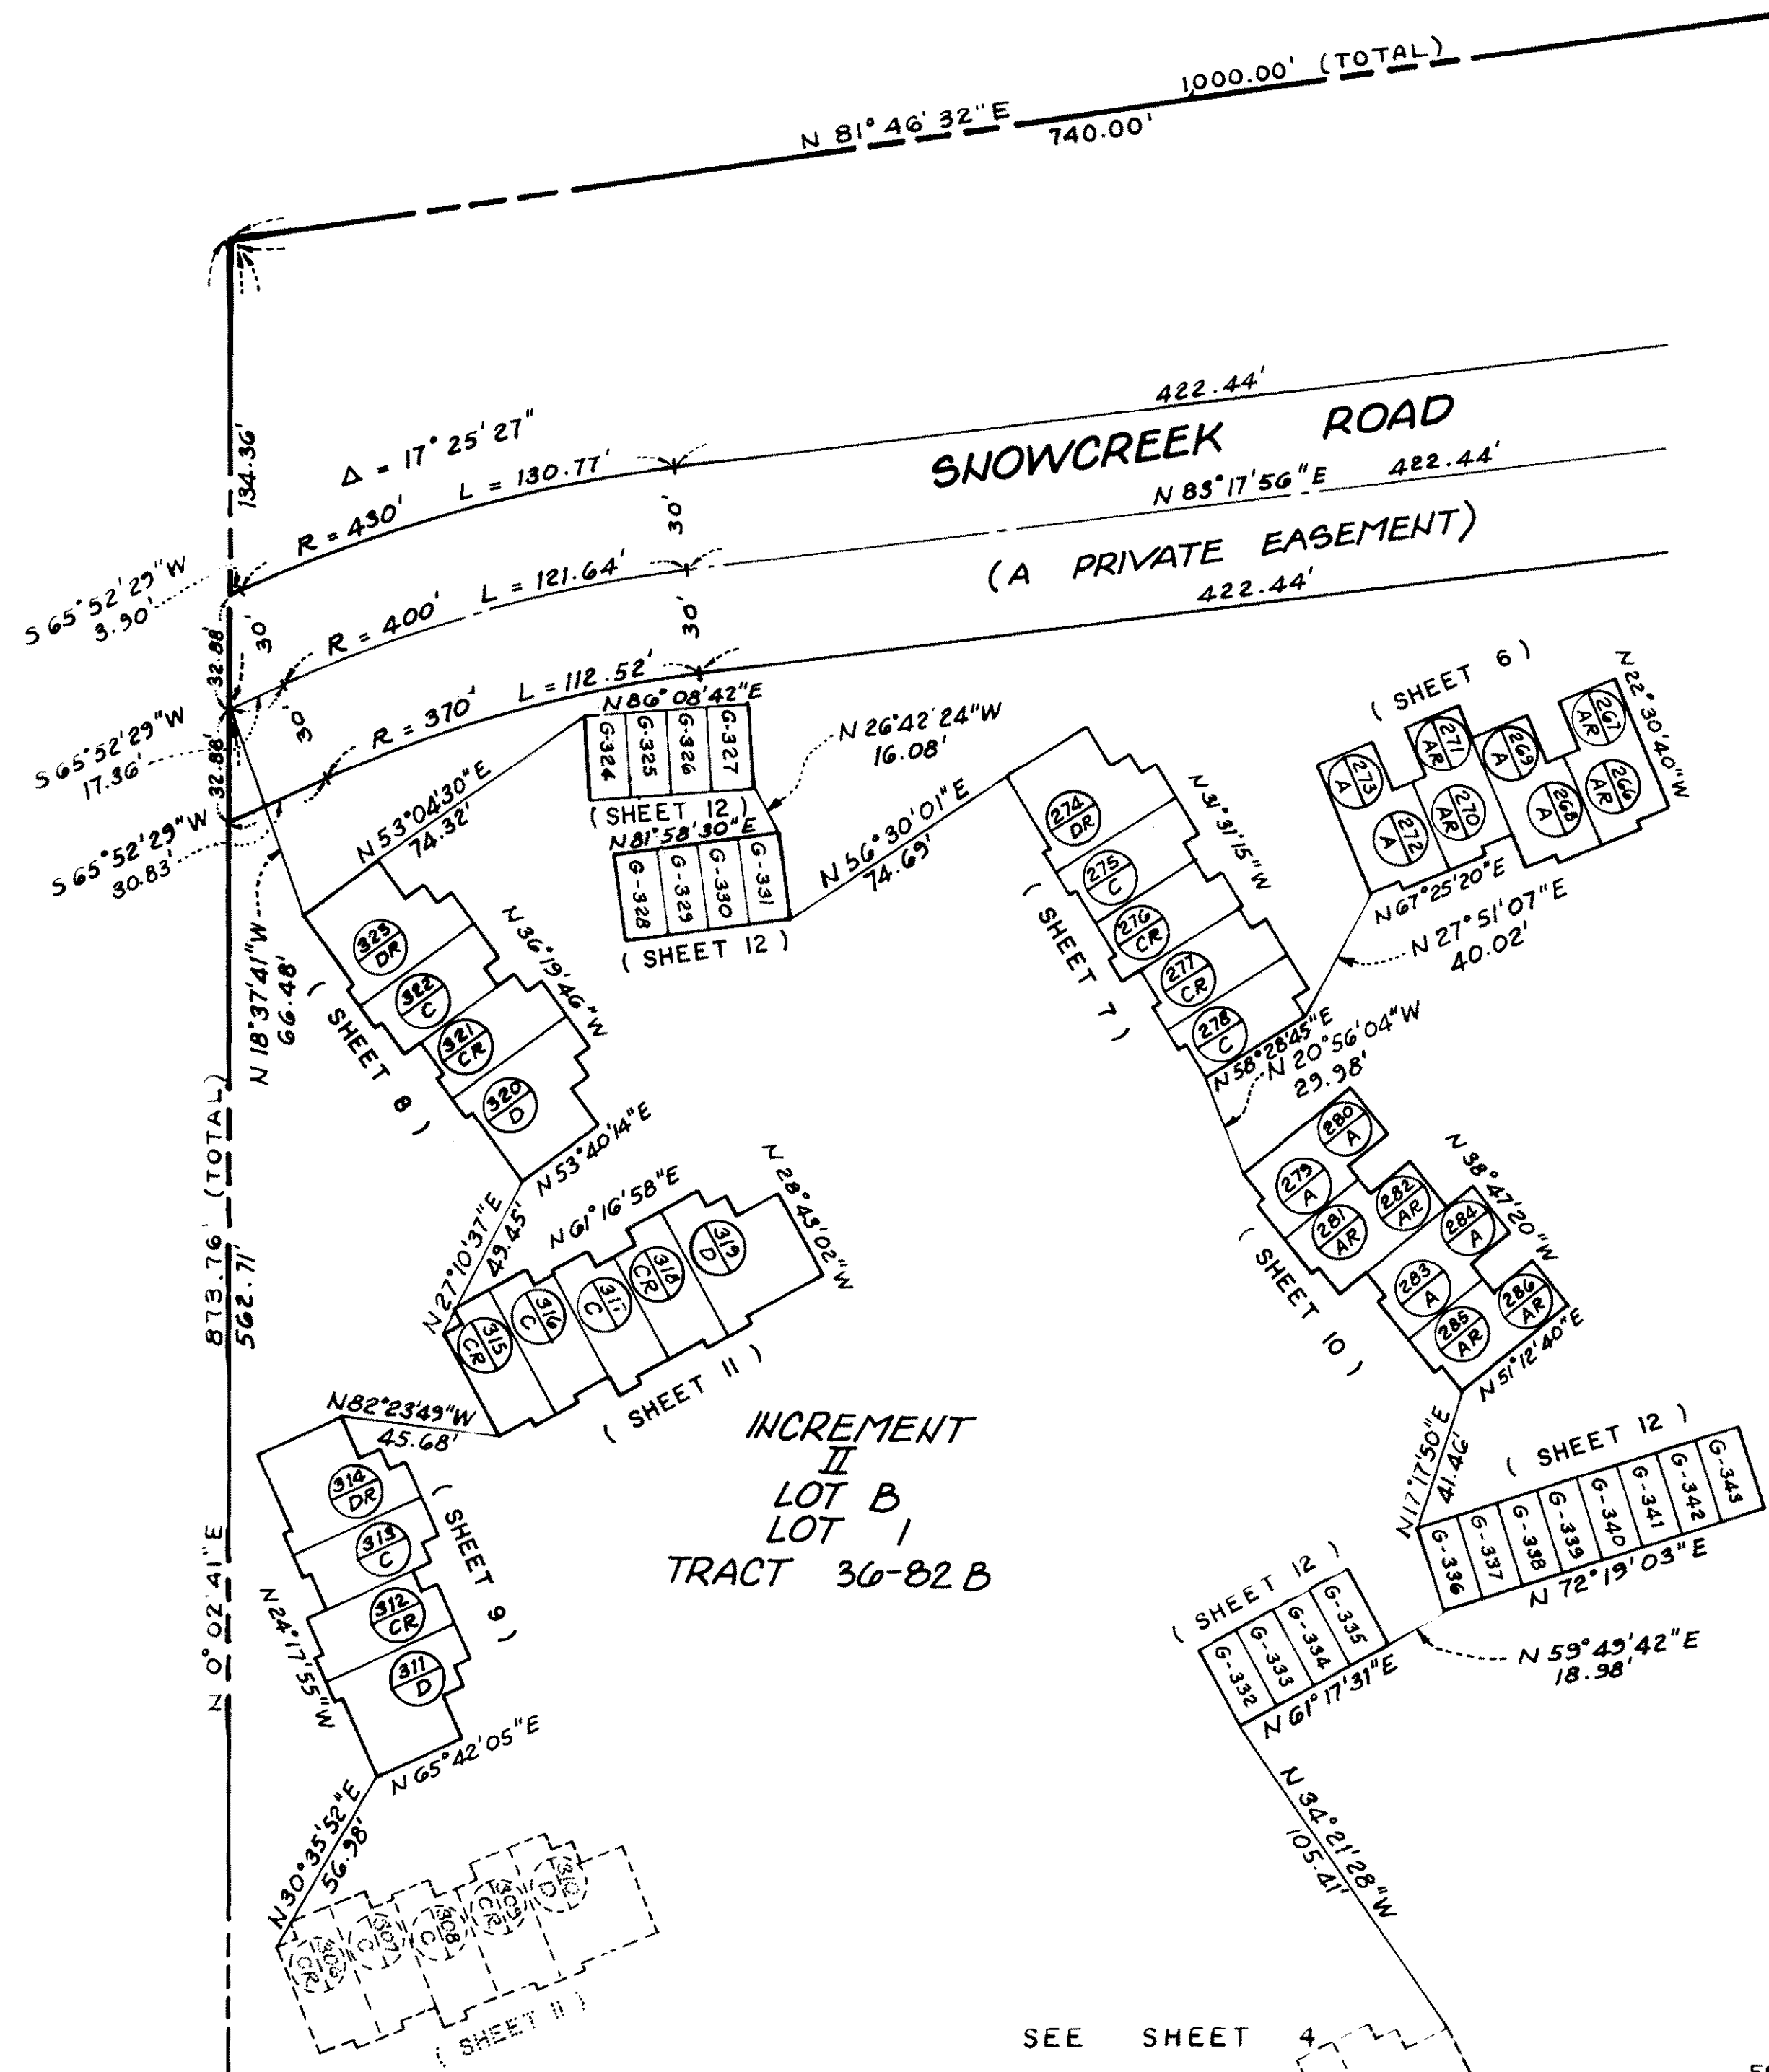 1000.00' (TOTAL)
N 81° 46' 32" E
740.00'
134.36'
Δ = 17° 25' 27"
R = 430' L = 130.77'
422.44'
SNOWCREEK ROAD
N 83° 17' 56" E 422.44'
(A PRIVATE EASEMENT)
422.44'
30'
30'
R = 400' L = 121.64'
R = 370' L = 112.52'
S 65° 52' 29" W
3.90'
32.88'
30'
S 65° 52' 29" W
17.36'
32.88'
30'
S 65° 52' 29" W
30.83'
N 18° 37' 41" W
66.48'
N 53° 04' 30" E
74.32'
N 86° 08' 42" E
G-324
G-325
G-326
G-327
( SHEET 12 )
N 26° 42' 24" W
16.08'
N 81° 58' 30" E
G-328
G-329
G-330
G-331
( SHEET 12 )
N 56° 30' 01" E
74.69'
274
DR
275
C
276
CR
277
CR
278
C
N 31° 31' 15" W
( SHEET 7 )
N 58° 28' 45" E
( SHEET 6 )
N 22° 30' 40" W
273
A
272
A
271
AR
270
AR
269
A
268
A
267
AR
266
AR
N 67° 25' 20" E
N 27° 51' 07" E
40.02'
N 20° 56' 04" W
29.98'
323
DR
322
C
321
CR
320
D
N 36° 19' 46" W
( SHEET 8 )
N 53° 40' 14" E
N 27° 10' 37" E
49.45'
N 61° 16' 58" E
N 28° 43' 02" W
315
CR
316
C
317
C
318
CR
319
D
( SHEET 11 )
280
A
279
A
281
AR
282
AR
284
A
283
A
285
AR
286
AR
N 38° 47' 20" W
( SHEET 10 )
N 51° 12' 40" E
N 17° 17' 50" E
41.46'
873.76' (TOTAL)
562.71'
N 0° 02' 41" E
N 82° 23' 49" W
45.68'
314
DR
313
C
312
CR
311
D
( SHEET 9 )
N 24° 17' 55" W
N 65° 42' 05" E
INCREMENT
II
LOT B
LOT 1
TRACT 36-82 B
( SHEET 12 )
G-336
G-337
G-338
G-339
G-340
G-341
G-342
G-343
N 72° 19' 03" E
( SHEET 12 )
G-332
G-333
G-334
G-335
N 61° 17' 31" E
N 59° 49' 42" E
18.98'
N 34° 21' 28" W
105.41'
N 30° 35' 52" E
56.98'
306
CR
307
C
308
C
309
CR
310
D
( SHEET 11 )
SEE SHEET 4